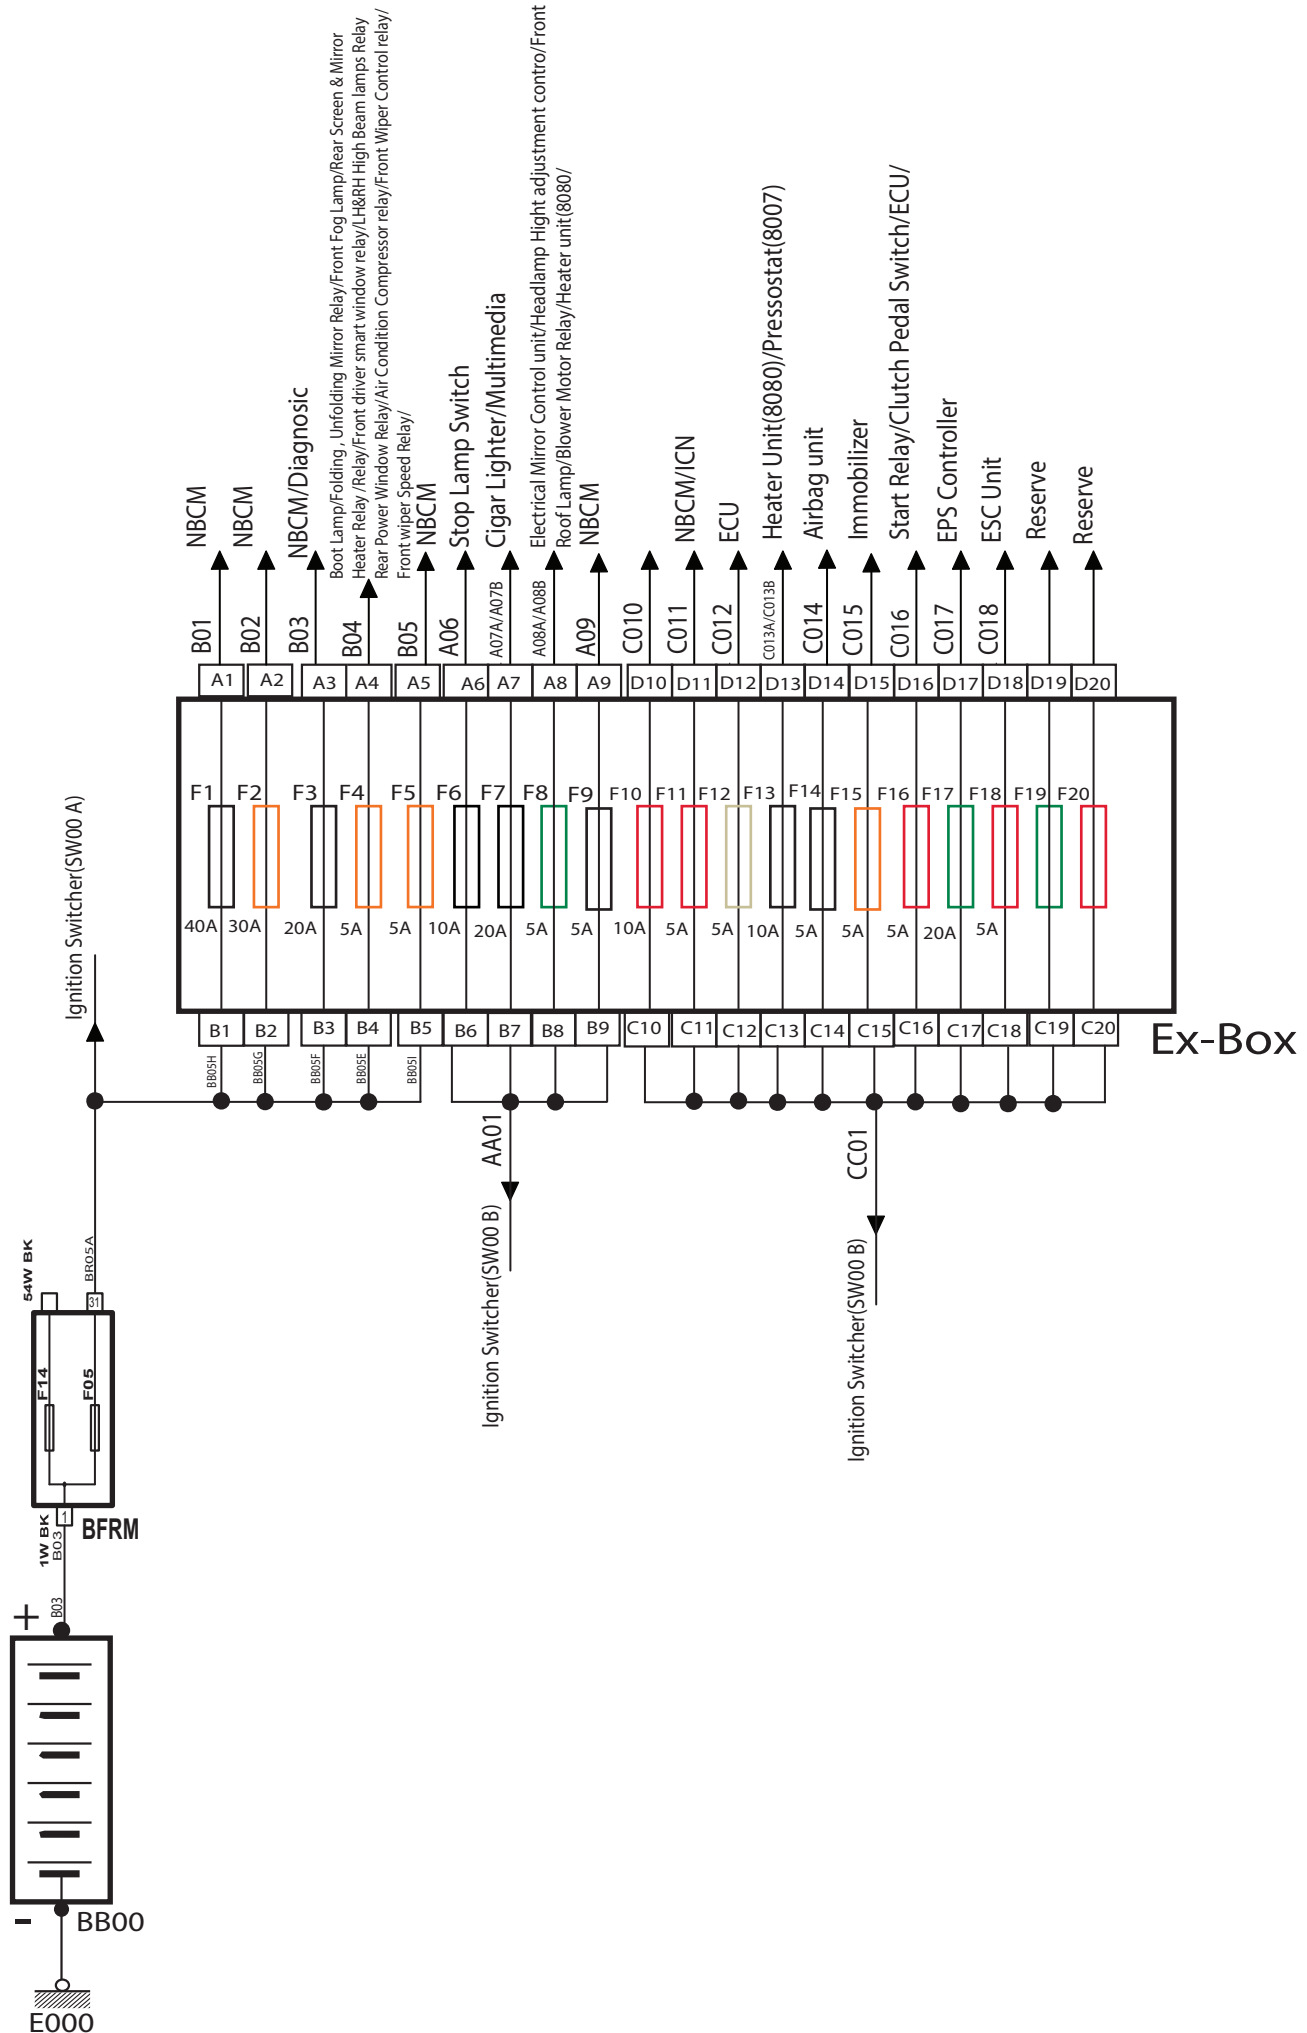 NBCM
NBCM
NBCM/Diagnosic
Boot Lamp/Folding , Unfolding Mirror Relay/Front Fog Lamp/Rear Screen & Mirror
Heater Relay /Relay/Front driver smart window relay/LH&RH High Beam lamps Relay
Rear Power Window Relay/Air Condition Compressor relay/Front Wiper Control relay/
Front wiper Speed Relay/
NBCM
Stop Lamp Switch
Cigar Lighter/Multimedia
Electrical Mirror Control unit/Headlamp Hight adjustment contro/Front
Roof Lamp/Blower Motor Relay/Heater unit(8080/
NBCM
NBCM/ICN
ECU
Heater Unit(8080)/Pressostat(8007)
Airbag unit
Immobilizer
Start Relay/Clutch Pedal Switch/ECU/
EPS Controller
ESC Unit
Reserve
Reserve
B01
B02
B03
B04
B05
A06
A07A/A07B
A08A/A08B
A09
C010
C011
C012
C013A/C013B
C014
C015
C016
C017
C018
A1
A2
A3
A4
A5
A6
A7
A8
A9
D10
D11
D12
D13
D14
D15
D16
D17
D18
D19
D20
F1
F2
F3
F4
F5
F6
F7
F8
F9
F10
F11
F12
F13
F14
F15
F16
F17
F18
F19
F20
40A
30A
20A
5A
5A
10A
20A
5A
5A
10A
5A
5A
10A
5A
5A
5A
20A
5A
B1
B2
B3
B4
B5
B6
B7
B8
B9
C10
C11
C12
C13
C14
C15
C16
C17
C18
C19
C20
Ex-Box
BB05H
BB05G
BB05F
BB05E
BB05I
Ignition Switcher(SW00 A)
AA01
Ignition Switcher(SW00 B)
CC01
Ignition Switcher(SW00 B)
54W BK
BR05A
31
F14
F05
1
BFRM
1W BK
B03
B03
+
-
BB00
E000